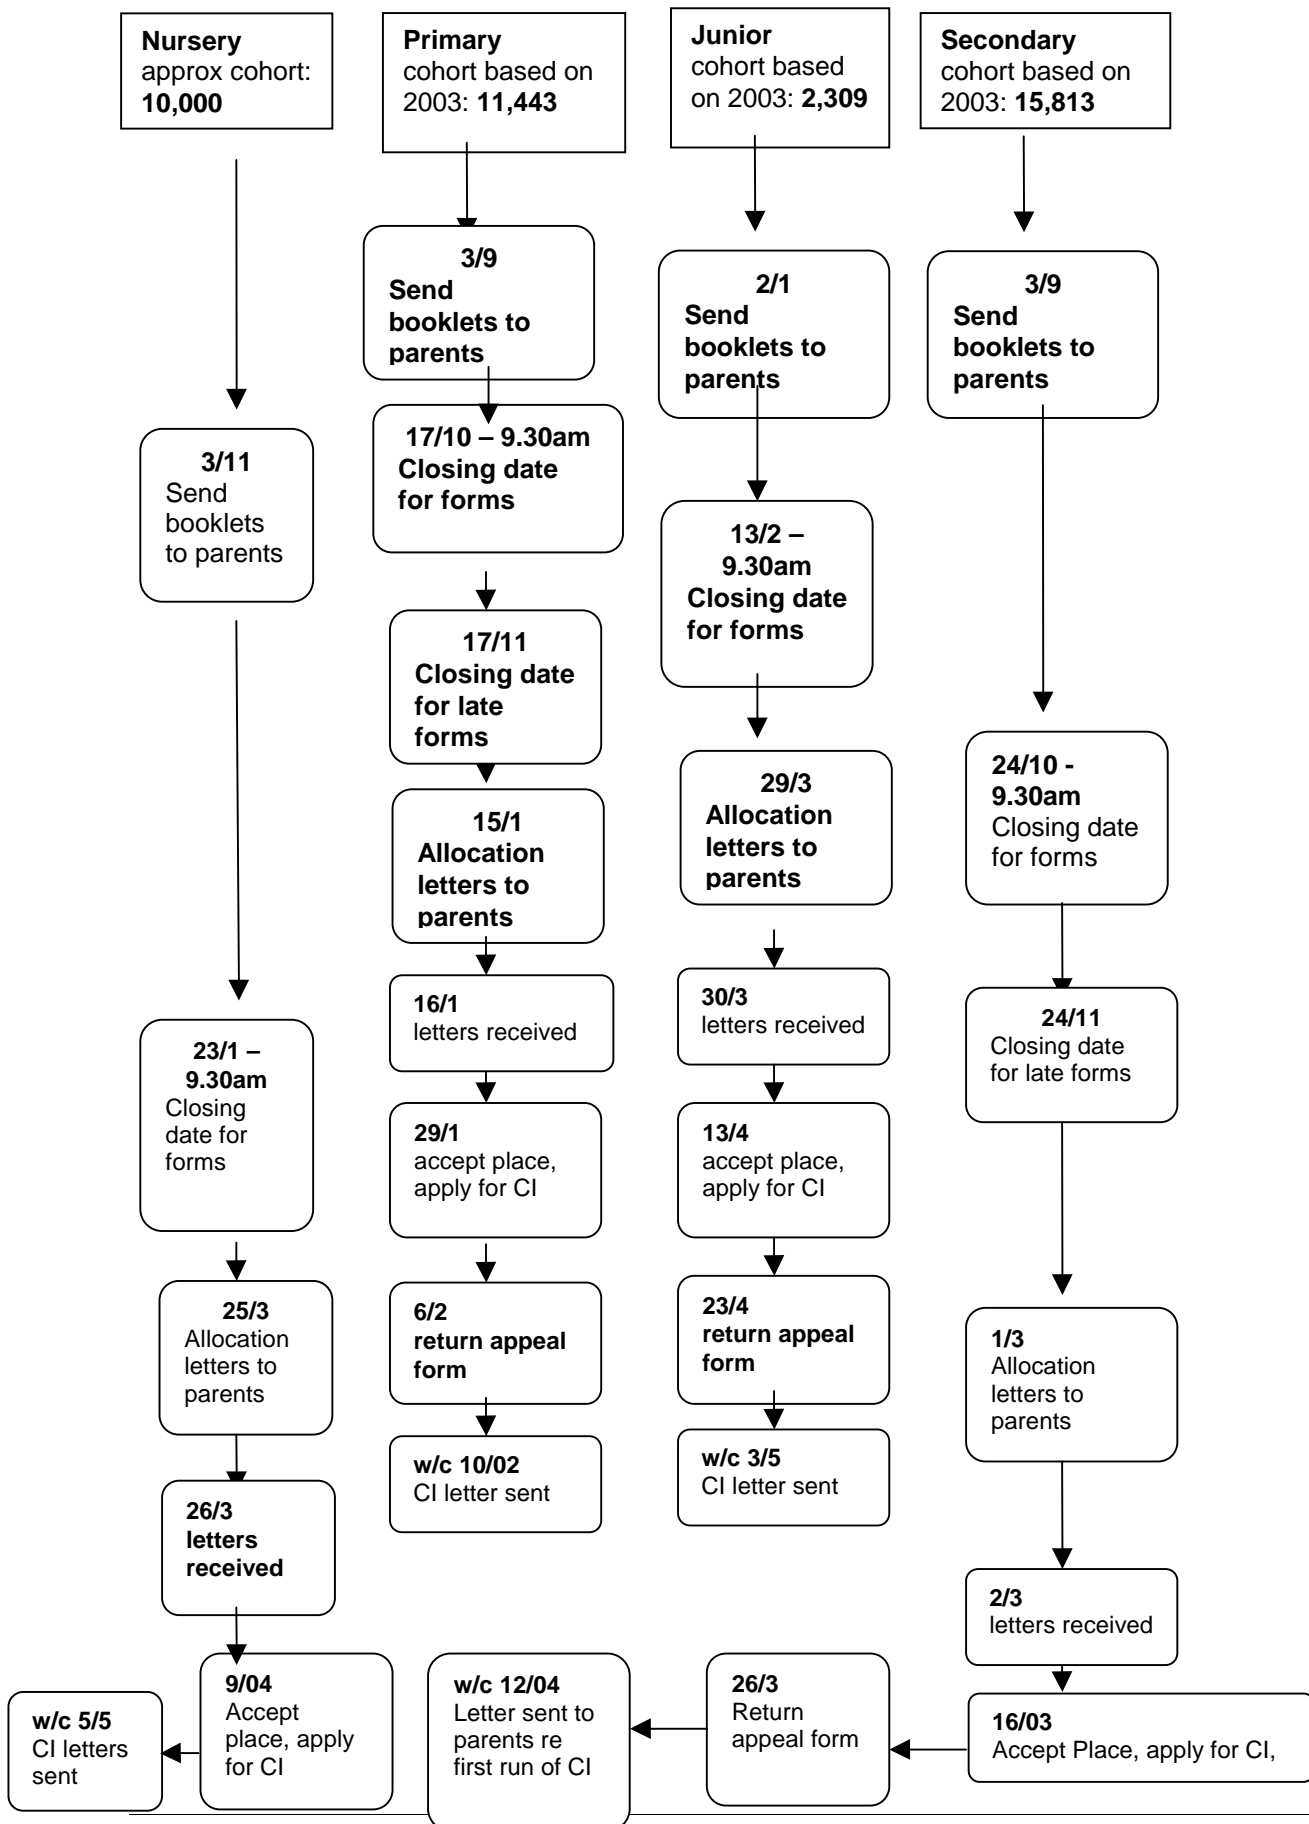 Nursery
approx cohort:
10,000
Primary
cohort based on
2003: 11,443
Junior
cohort based
on 2003: 2,309
Secondary
cohort based on
2003: 15,813
3/11
Send
booklets
to parents
23/1 –
9.30am
Closing
date for
forms
25/3
Allocation
letters to
parents
26/3
letters
received
9/04
Accept
place, apply
for CI
w/c 5/5
CI letters
sent
3/9
Send
booklets to
parents
17/10 – 9.30am
Closing date
for forms
17/11
Closing date
for late
forms
15/1
Allocation
letters to
parents
16/1
letters received
29/1
accept place,
apply for CI
6/2
return appeal
form
w/c 10/02
CI letter sent
2/1
Send
booklets to
parents
13/2 –
9.30am
Closing date
for forms
29/3
Allocation
letters to
parents
30/3
letters received
13/4
accept place,
apply for CI
23/4
return appeal
form
w/c 3/5
CI letter sent
3/9
Send
booklets to
parents
24/10 -
9.30am
Closing date
for forms
24/11
Closing date
for late forms
1/3
Allocation
letters to
parents
2/3
letters received
16/03
Accept Place, apply for CI,
26/3
Return
appeal form
w/c 12/04
Letter sent to
parents re
first run of CI